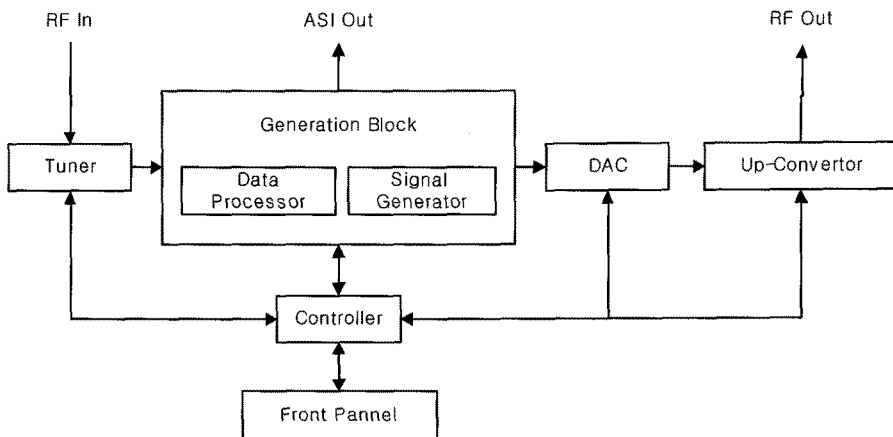 RF In
ASI Out
RF Out
Generation Block
Tuner
Data
Processor
Signal
Generator
DAC
Up-Convertor
Controller
Front Pannel